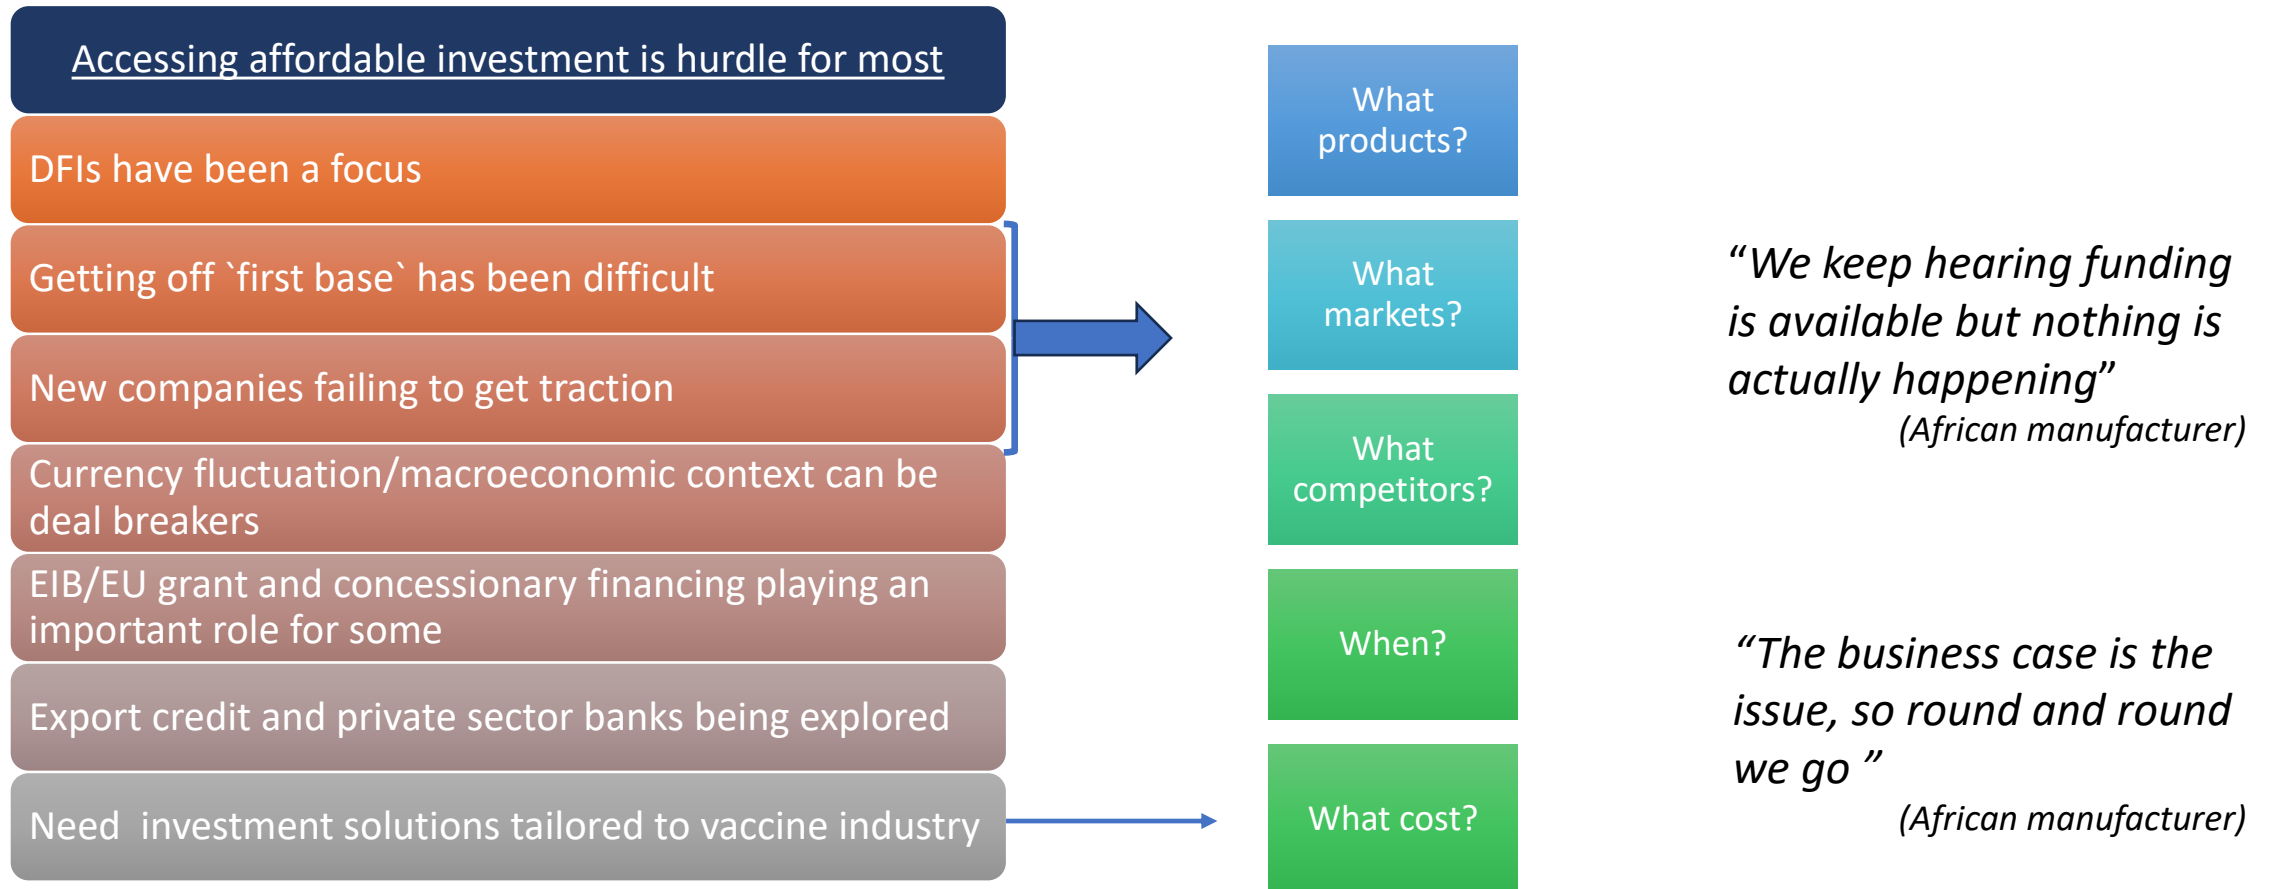 Accessing affordable investment is hurdle for most
DFIs have been a focus
Getting off `first base` has been difficult
New companies failing to get traction
Currency fluctuation/macroeconomic context can be
deal breakers
EIB/EU grant and concessionary financing playing an
important role for some
Export credit and private sector banks being explored
Need  investment solutions tailored to vaccine industry
What
products?
What
markets?
What
competitors?
When?
What cost?
“We keep hearing funding
is available but nothing is
actually happening”
(African manufacturer)
“The business case is the
issue, so round and round
we go ”
(African manufacturer)